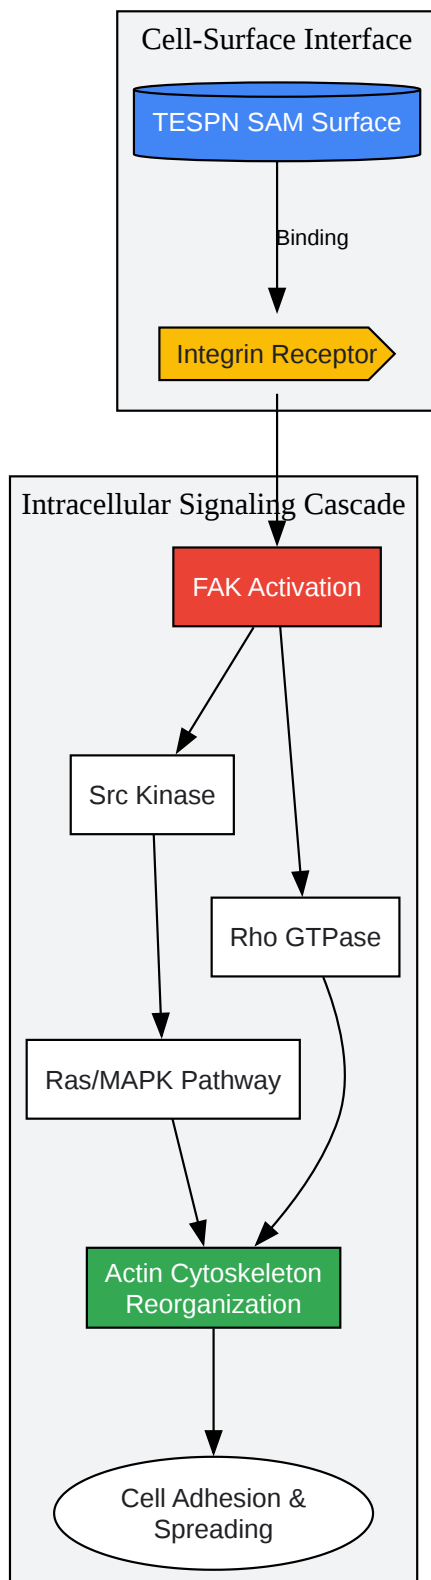 Cell-Surface Interface
TESPN SAM Surface
Binding
Integrin Receptor
Intracellular Signaling Cascade
FAK Activation
Src Kinase
Rho GTPase
Ras/MAPK Pathway
Actin Cytoskeleton
Reorganization
Cell Adhesion &
Spreading